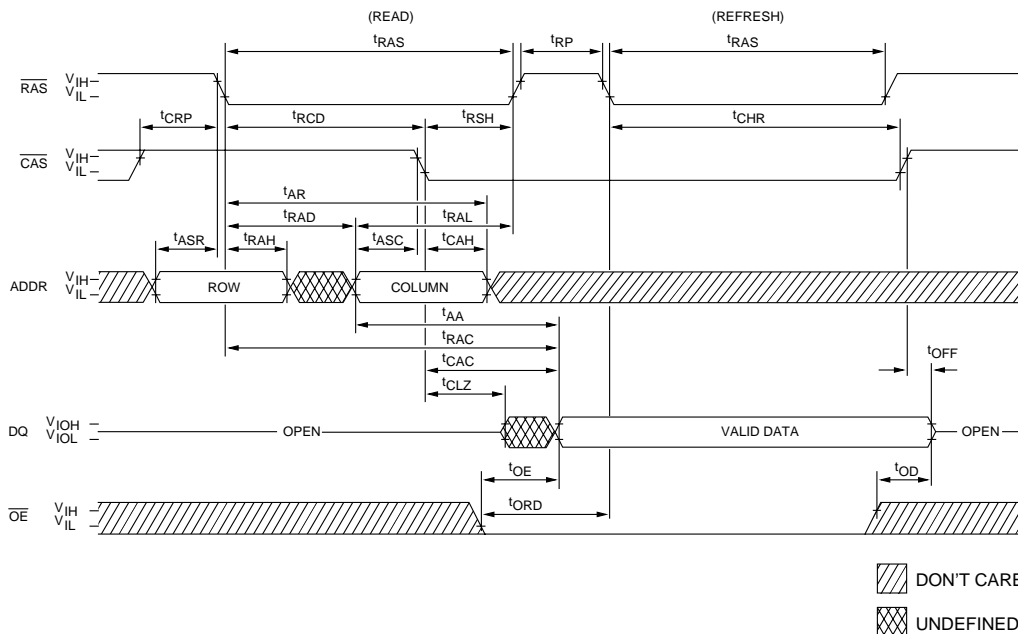 (READ) (REFRESH)
tRAS tRP tRAS
RAS VIH VIL
tCRP tRCD tRSH tCHR
CAS VIH VIL
tAR
tRAD tRAL
tASR tRAH tASC tCAH
ADDR VIH VIL ROW COLUMN
tAA
tRAC
tCAC tOFF
tCLZ
DQ VIOH VIOL OPEN VALID DATA OPEN
tOE tOD
tORD
OE VIH VIL
DON'T CARE
UNDEFINED